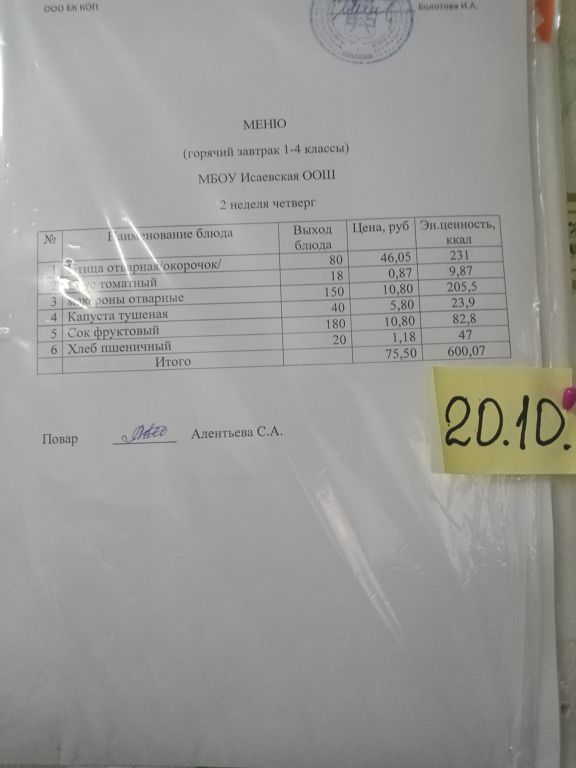 ООО БК КОП
Болотова И.А.
МЕНЮ
(горячий завтрак 1-4 классы)
МБОУ Исаевская ООШ
2 неделя четверг
№ Наименование блюда Выход блюда Цена, руб Эн.ценность, ккал
1 Птица отварная/окорочок/ 80 46,05 231
2 Соус томатный 18 0,87 9,87
3 Макароны отварные 150 10,80 205,5
4 Капуста тушеная 40 5,80 23,9
5 Сок фруктовый 180 10,80 82,8
6 Хлеб пшеничный 20 1,18 47
Итого 75,50 600,07
Повар Алентьева С.А.
20.10.